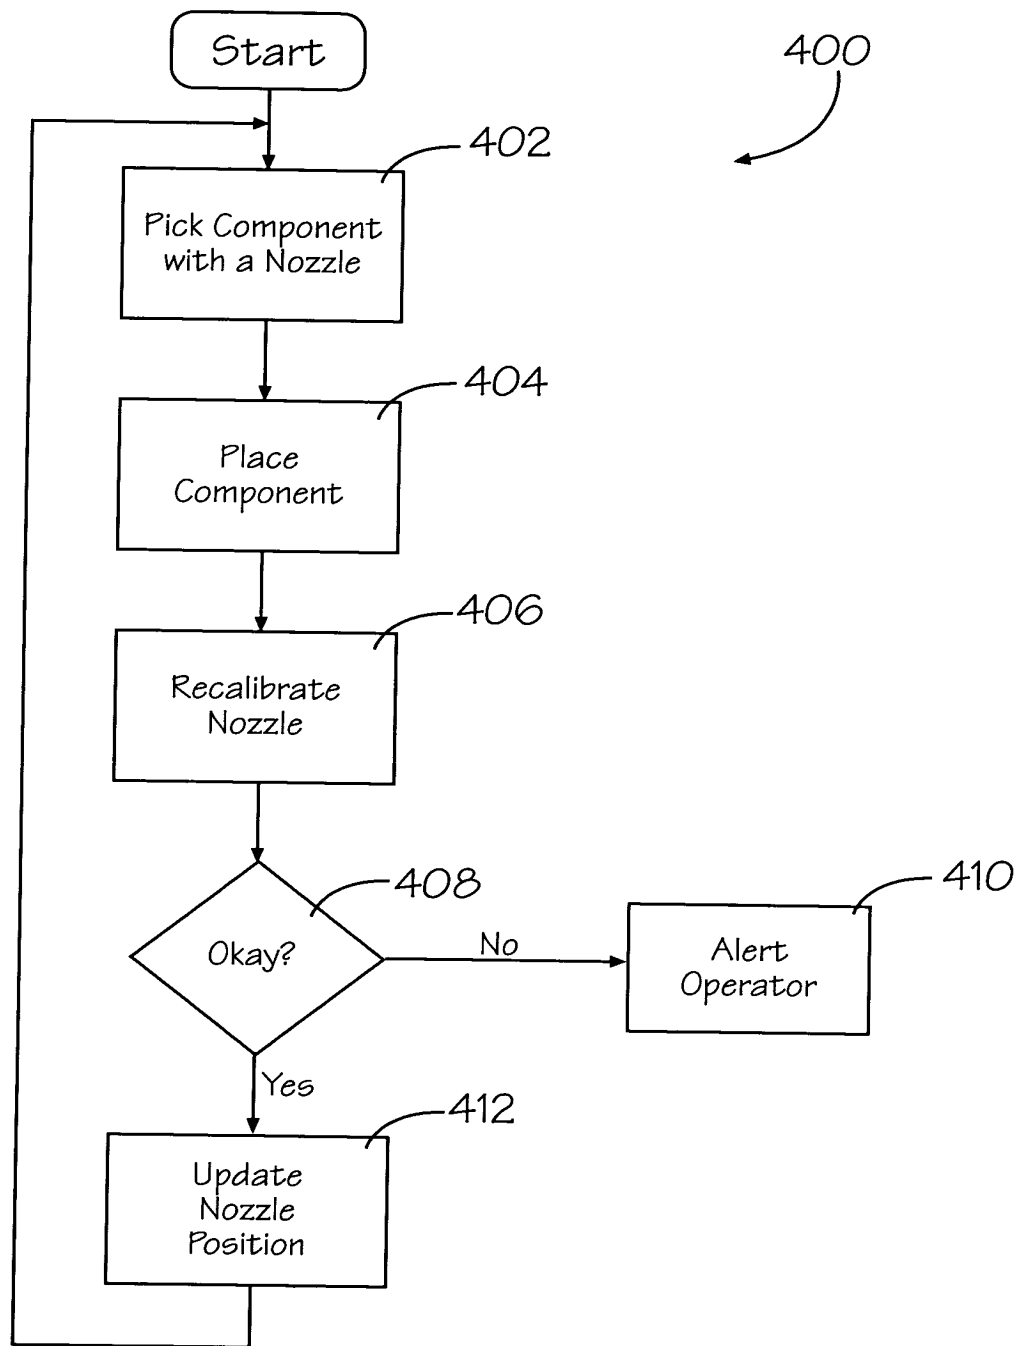 Start
400
402
Pick Component
with a Nozzle
404
Place
Component
406
Recalibrate
Nozzle
408
Okay?
No
410
Alert
Operator
Yes
412
Update
Nozzle
Position